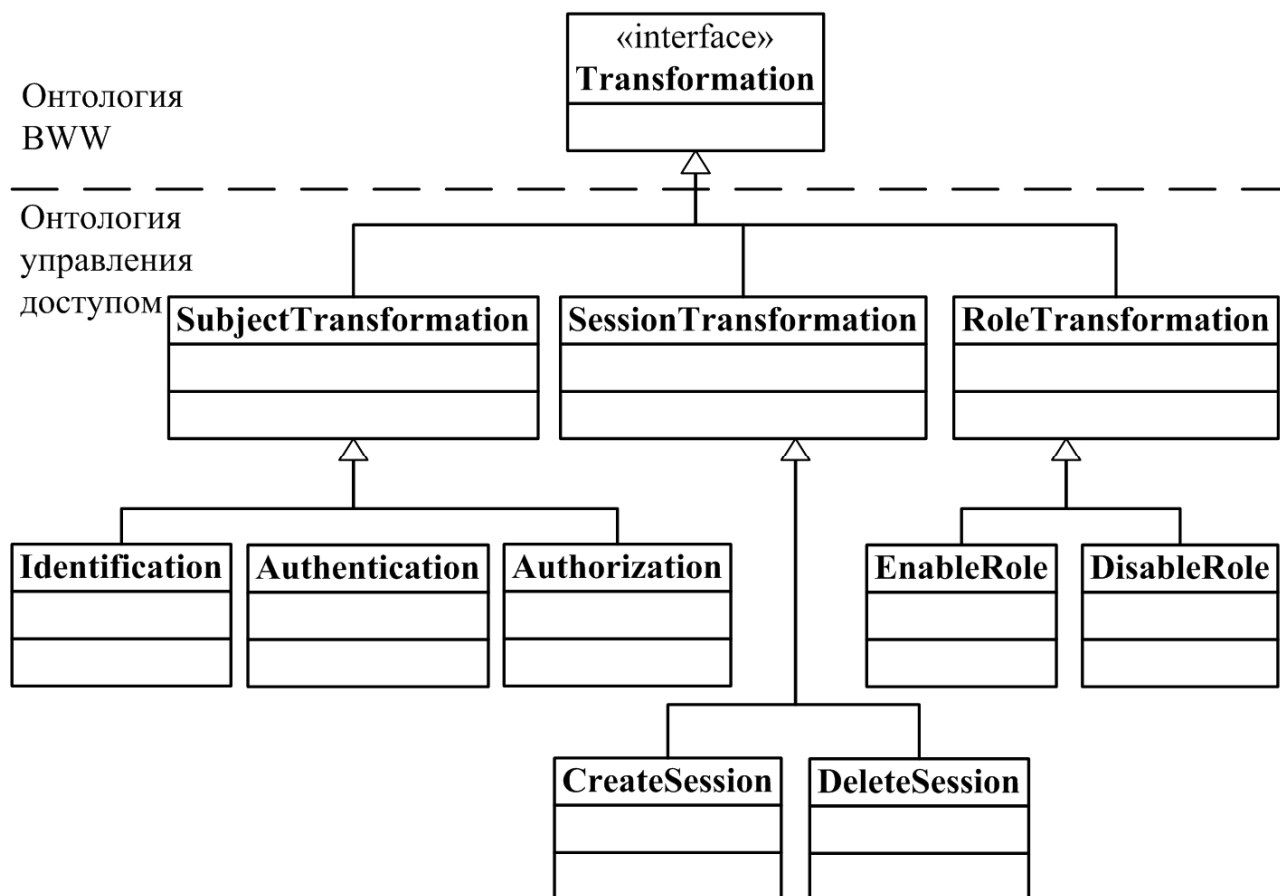 «interface»
Transformation
Онтология
BWW
Онтология
управления
доступом
SubjectTransformation
SessionTransformation
RoleTransformation
Identification
Authentication
Authorization
EnableRole
DisableRole
CreateSession
DeleteSession